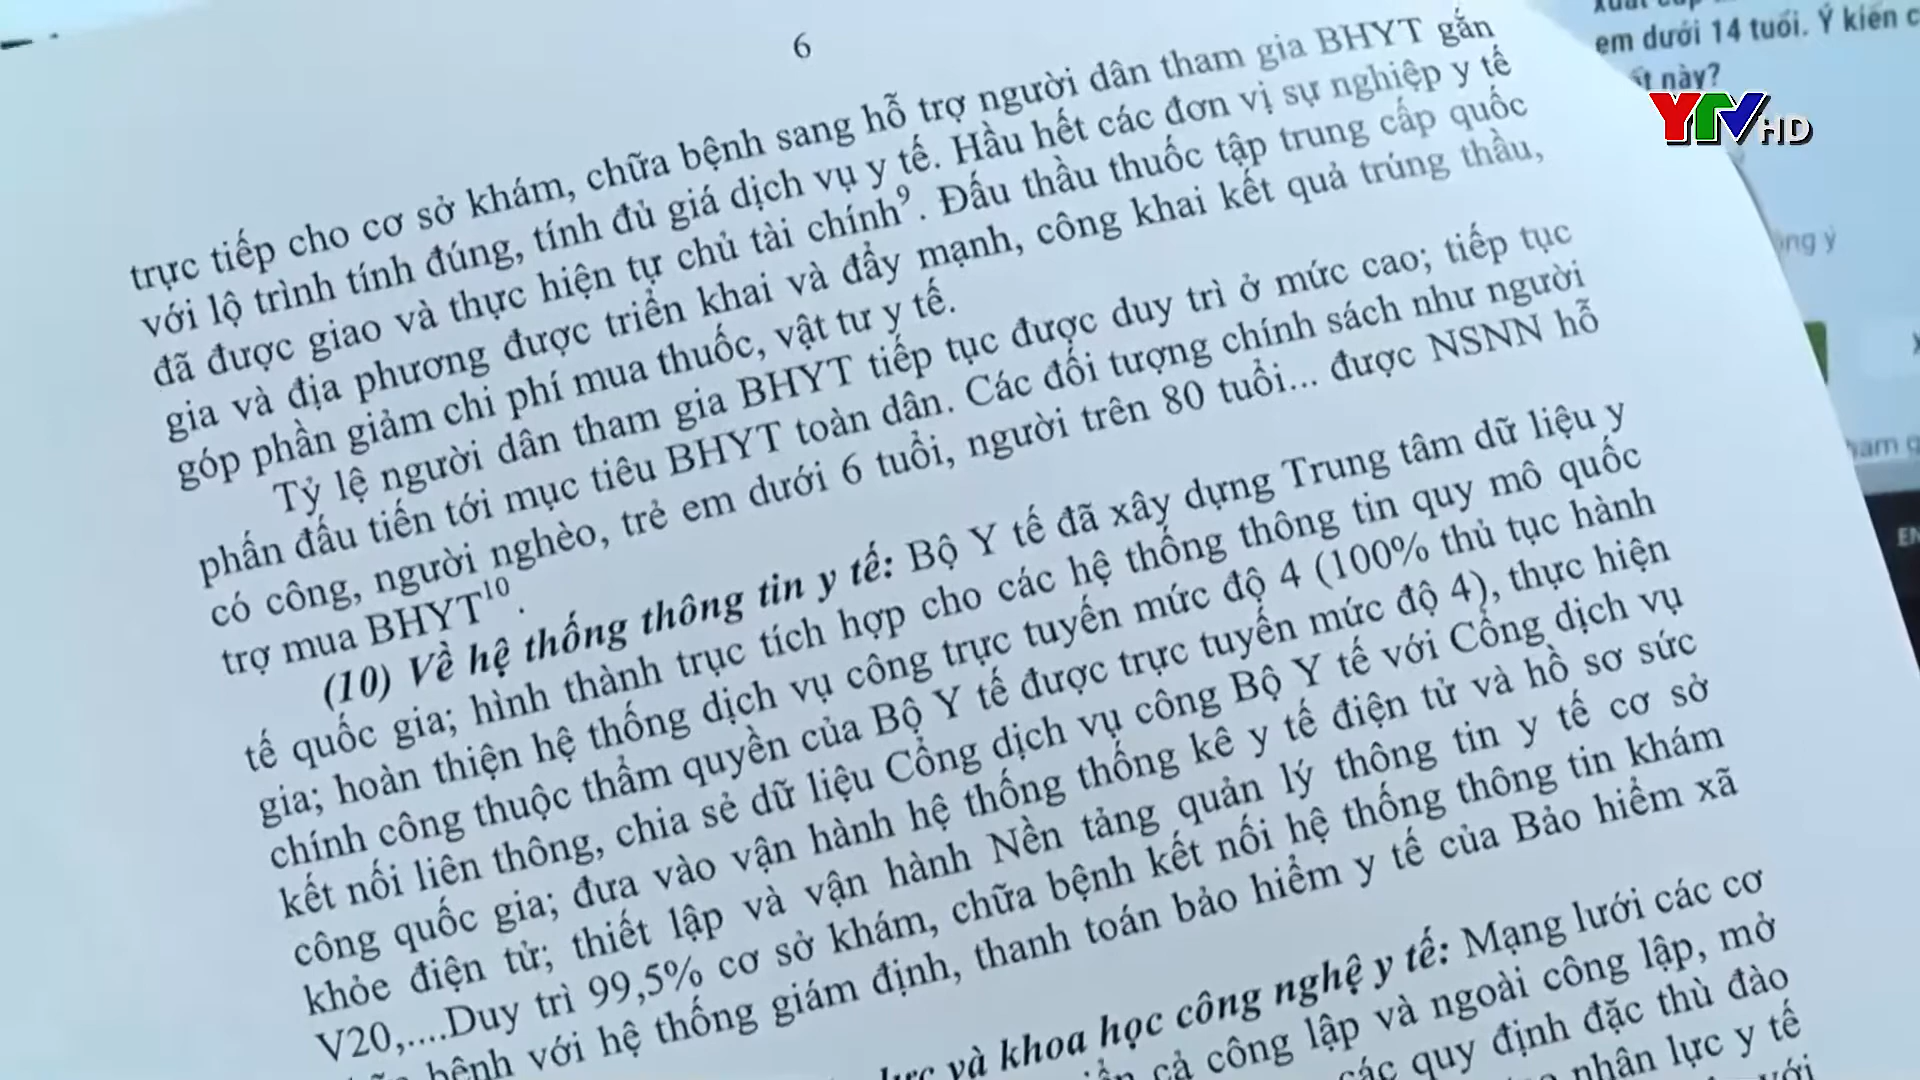 6
trực tiếp cho cơ sở khám, chữa bệnh sang hỗ trợ người dân tham gia BHYT gắn
với lộ trình tính đúng, tính đủ giá dịch vụ y tế. Hầu hết các đơn vị sự nghiệp y tế
đã được giao và thực hiện tự chủ tài chính⁹. Đấu thầu thuốc tập trung cấp quốc
gia và địa phương được triển khai và đẩy mạnh, công khai kết quả trúng thầu,
góp phần giảm chi phí mua thuốc, vật tư y tế.
Tỷ lệ người dân tham gia BHYT tiếp tục được duy trì ở mức cao; tiếp tục
phấn đấu tiến tới mục tiêu BHYT toàn dân. Các đối tượng chính sách như người
có công, người nghèo, trẻ em dưới 6 tuổi, người trên 80 tuổi... được NSNN hỗ
trợ mua BHYT¹⁰.
(10) Về hệ thống thông tin y tế: Bộ Y tế đã xây dựng Trung tâm dữ liệu y
tế quốc gia; hình thành trục tích hợp cho các hệ thống thông tin quy mô quốc
gia; hoàn thiện hệ thống dịch vụ công trực tuyến mức độ 4 (100% thủ tục hành
chính công thuộc thẩm quyền của Bộ Y tế được trực tuyến mức độ 4), thực hiện
kết nối liên thông, chia sẻ dữ liệu Cổng dịch vụ công Bộ Y tế với Cổng dịch vụ
công quốc gia; đưa vào vận hành hệ thống thống kê y tế điện tử và hồ sơ sức
khỏe điện tử; thiết lập và vận hành Nền tảng quản lý thông tin y tế cơ sở
V20,....Duy trì 99,5% cơ sở khám, chữa bệnh kết nối hệ thống thông tin khám
bệnh với hệ thống giám định, thanh toán bảo hiểm y tế của Bảo hiểm xã
lực và khoa học công nghệ y tế: Mạng lưới các cơ
cả công lập và ngoài công lập, mở
các quy định đặc thù đào
nhân lực y tế
với
em dưới 14 tuổi. Ý kiến
này?
YTV HD
ý
EN